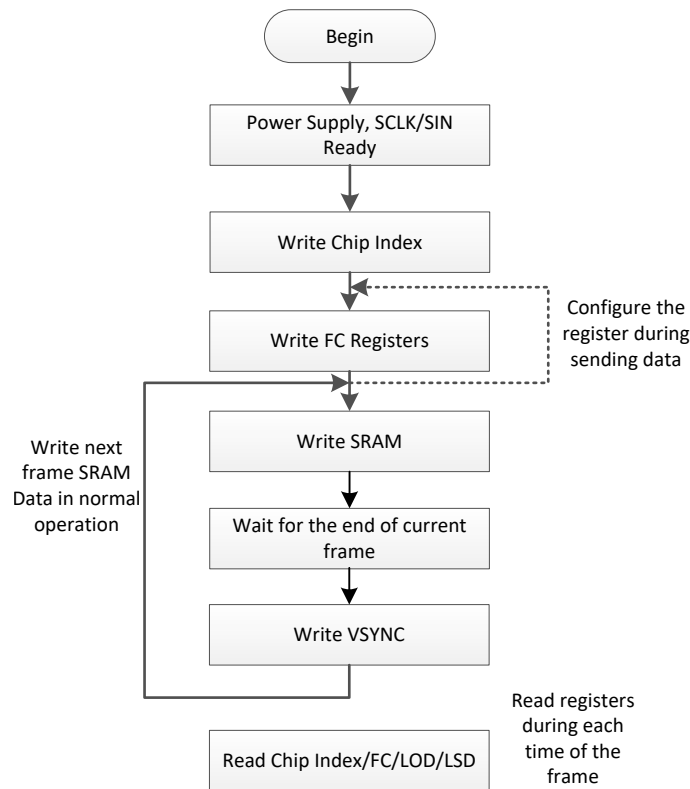 Begin
Power Supply, SCLK/SIN
Ready
Write Chip Index
Configure the
register during
sending data
Write FC Registers
Write next
frame SRAM
Data in normal
operation
Write SRAM
Wait for the end of current
frame
Write VSYNC
Read registers
during each
time of the
frame
Read Chip Index/FC/LOD/LSD